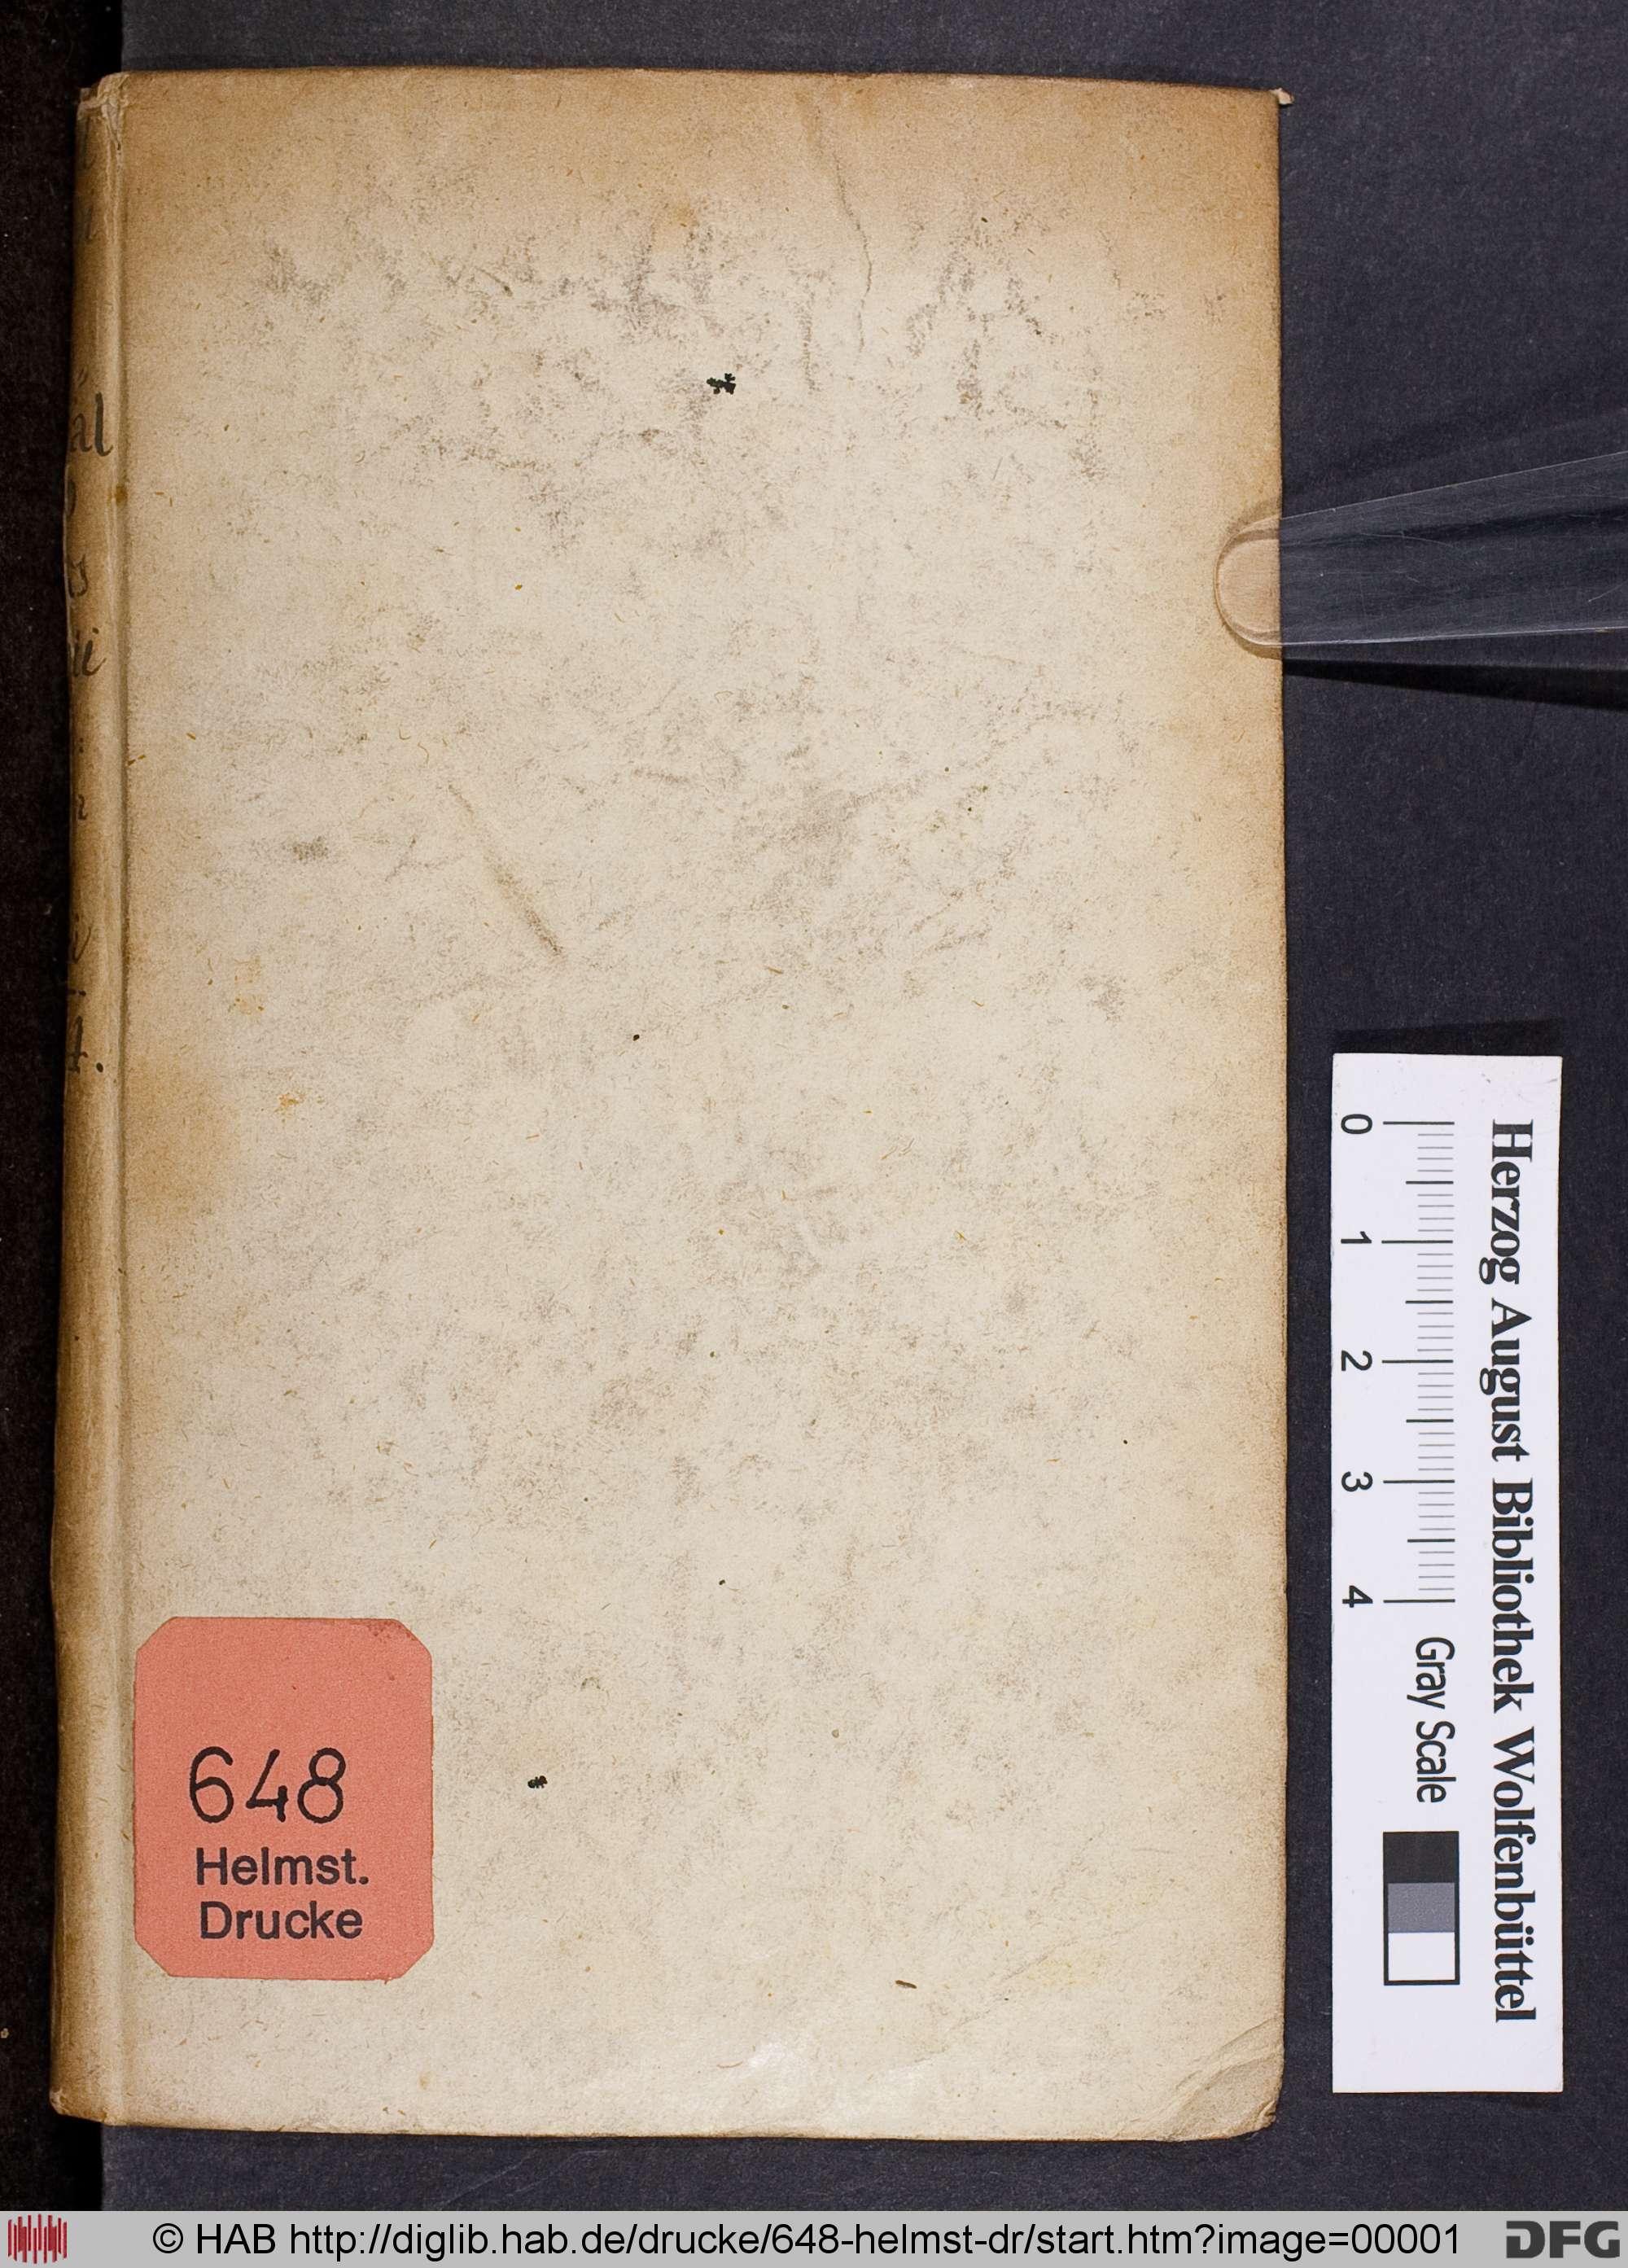 648
Helmst.
Drucke
Herzog August Bibliothek Wolfenbüttel
0 1 2 3 4 Gray Scale
© HAB http://diglib.hab.de/drucke/648-helmst-dr/start.htm?image=00001
DFG